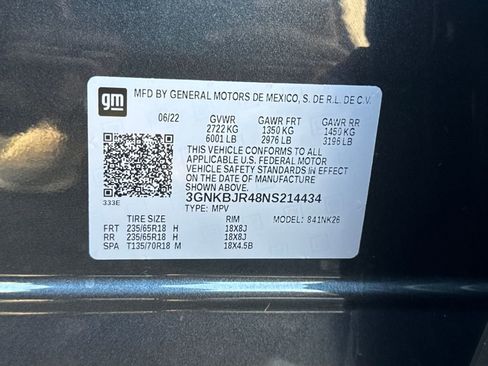 gm
MFD BY GENERAL MOTORS DE MEXICO, S. DE R.L. DE C.V.
06/22 GVWR GAWR FRT GAWR RR
2722 KG 1350 KG 1450 KG
6001 LB 2976 LB 3196 LB
THIS VEHICLE CONFORMS TO ALL
APPLICABLE U.S. FEDERAL MOTOR
VEHICLE SAFETY STANDARDS IN EFFECT
ON THE DATE OF MANUFACTURE
SHOWN ABOVE.
3GNKBJR48NS214434
333E TYPE: MPV MODEL: 841NK26
TIRE SIZE RIM
FRT 235/65R18 H 18X8J
RR 235/65R18 H 18X8J
SPA T135/70R18 M 18X4.5B